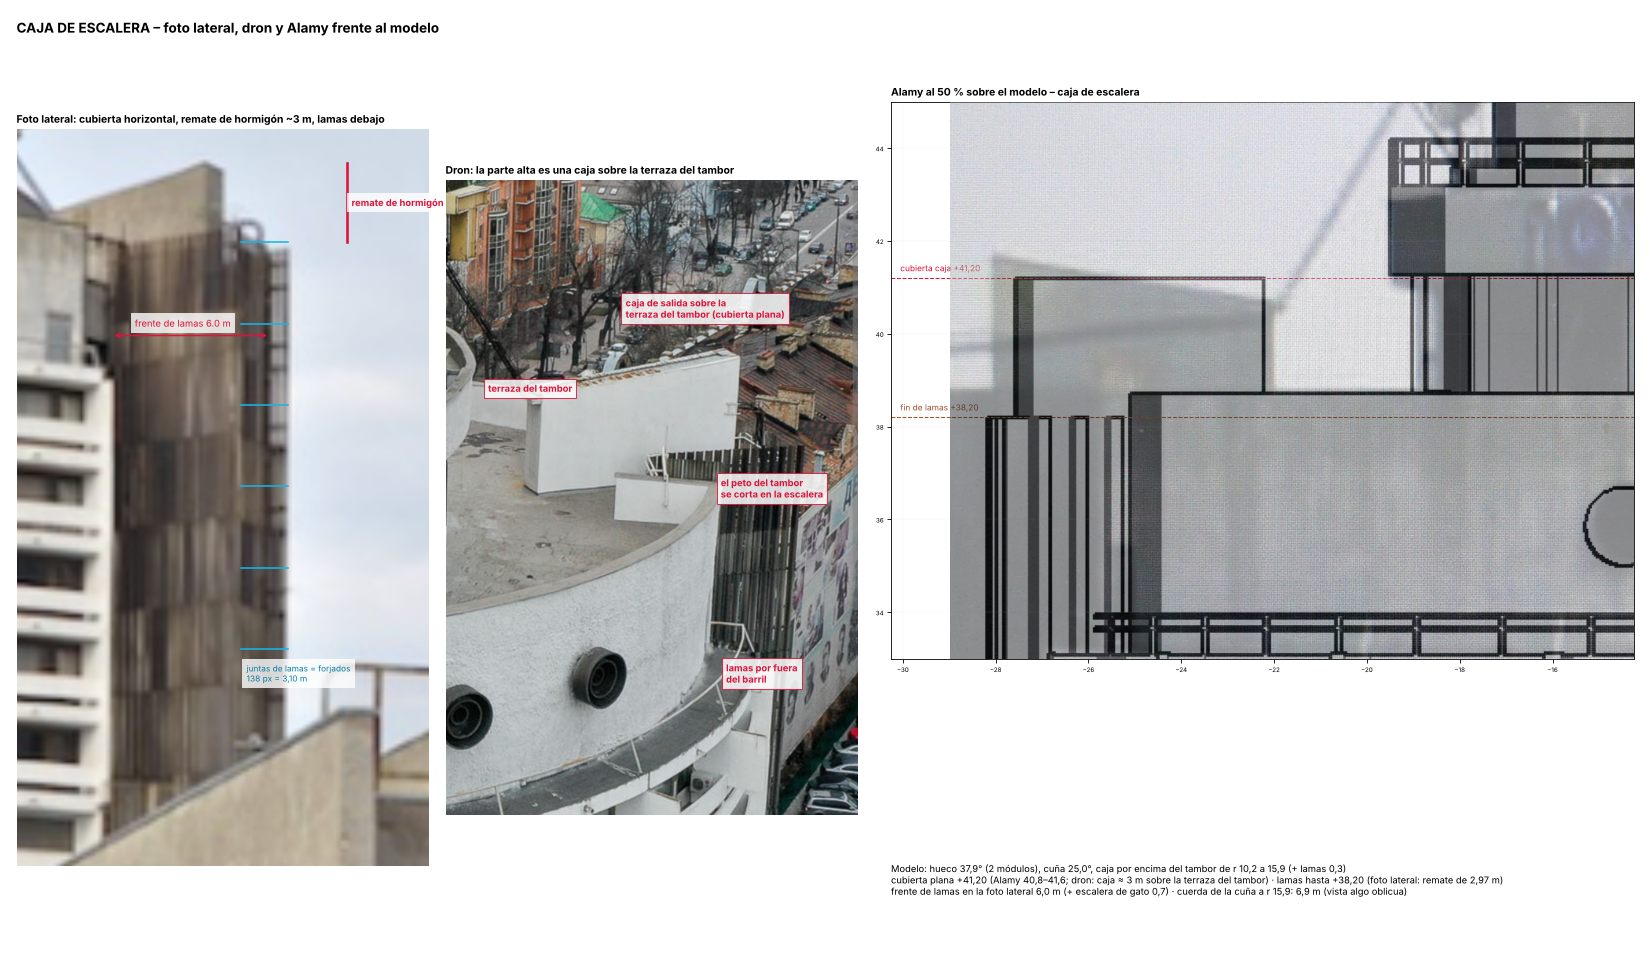 CAJA DE ESCALERA – foto lateral, dron y Alamy frente al modelo
Foto lateral: cubierta horizontal, remate de hormigón ~3 m, lamas debajo
remate de hormigón
frente de lamas 6.0 m
juntas de lamas = forjados
138 px = 3,10 m
Dron: la parte alta es una caja sobre la terraza del tambor
caja de salida sobre la
terraza del tambor (cubierta plana)
terraza del tambor
el peto del tambor
se corta en la escalera
lamas por fuera
del barril
Alamy al 50 % sobre el modelo – caja de escalera
44
42
cubierta caja +41,20
40
fin de lamas +38,20
38
36
34
−30
−28
−26
−24
−22
−20
−18
−16
Modelo: hueco 37,9° (2 módulos), cuña 25,0°, caja por encima del tambor de r 10,2 a 15,9 (+ lamas 0,3)
cubierta plana +41,20 (Alamy 40,8–41,6; dron: caja ≈ 3 m sobre la terraza del tambor) · lamas hasta +38,20 (foto lateral: remate de 2,97 m)
frente de lamas en la foto lateral 6,0 m (+ escalera de gato 0,7) · cuerda de la cuña a r 15,9: 6,9 m (vista algo oblicua)